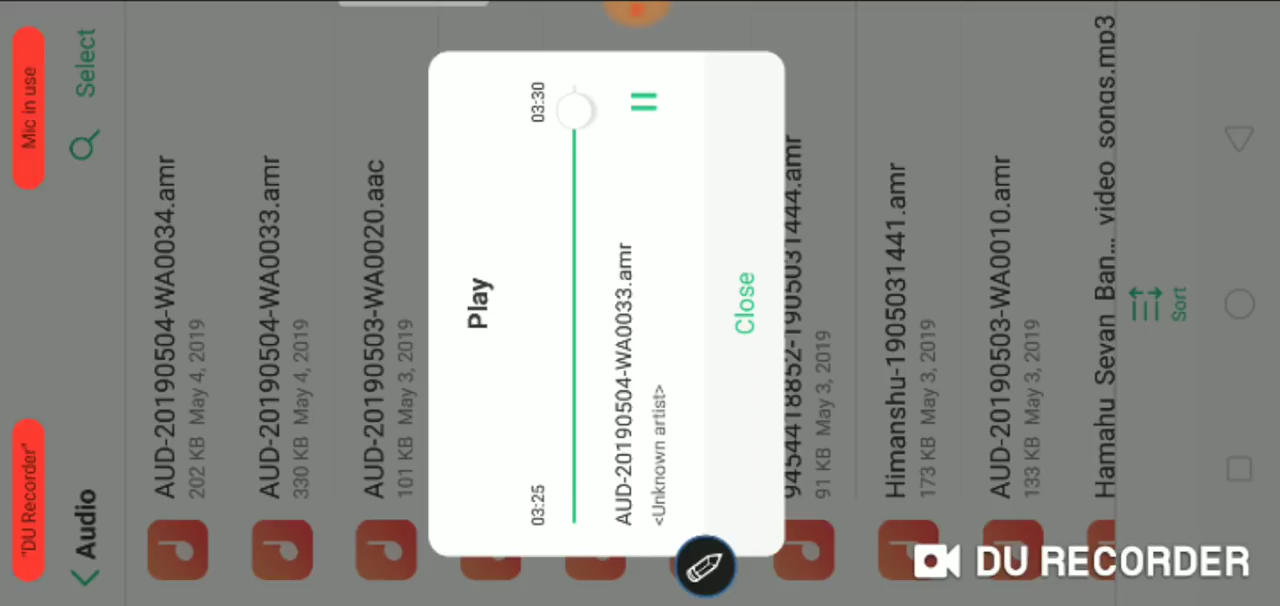 "DU Recorder"
Mic in use
Audio
Select
AUD-20190504-WA0034.amr
202 KB May 4, 2019
AUD-20190504-WA0033.amr
330 KB May 4, 2019
AUD-20190503-WA0020.aac
101 KB May 3, 2019
Play
03:25
03:30
AUD-20190504-WA0033.amr
<Unknown artist>
Close
9454418852-1905031444.amr
91 KB May 3, 2019
Himanshu-1905031441.amr
173 KB May 3, 2019
AUD-20190503-WA0010.amr
133 KB May 3, 2019
Hamahu Sevan Ban... video songs.mp3
Sort
DU RECORDER